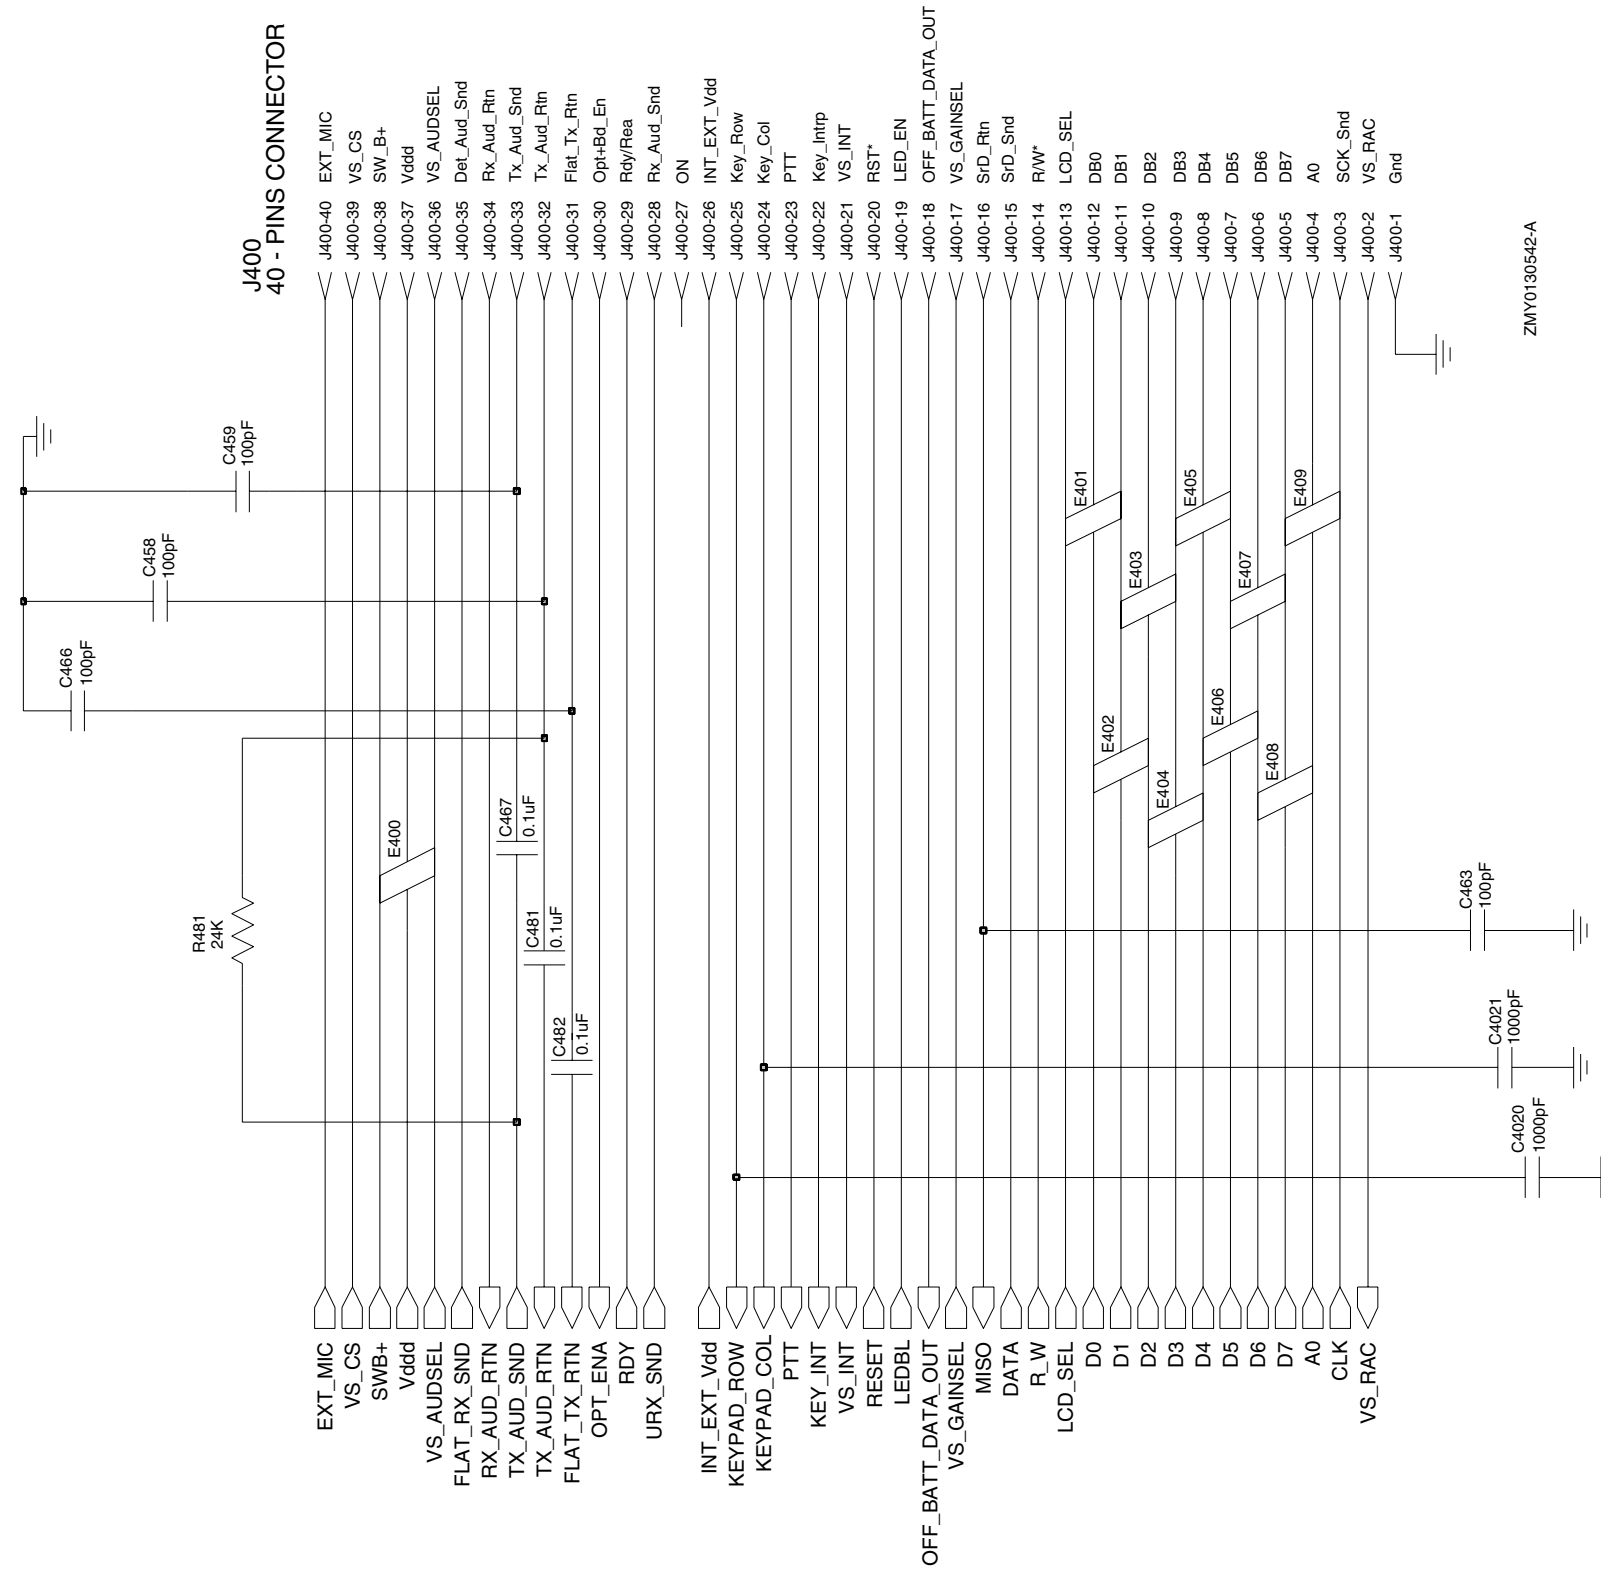 J400
40 - PINS CONNECTOR
J400-40 EXT_MIC
J400-39 VS_CS
J400-38 SW_B+
J400-37 Vddd
J400-36 VS_AUDSEL
J400-35 Det_Aud_Snd
J400-34 Rx_Aud_Rtn
J400-33 Tx_Aud_Snd
J400-32 Tx_Aud_Rtn
J400-31 Flat_Tx_Rtn
J400-30 Opt+Bd_En
J400-29 Rdy/Rea
J400-28 Rx_Aud_Snd
J400-27 ON
J400-26 INT_EXT_Vdd
J400-25 Key_Row
J400-24 Key_Col
J400-23 PTT
J400-22 Key_Intrp
J400-21 VS_INT
J400-20 RST*
J400-19 LED_EN
J400-18 OFF_BATT_DATA_OUT
J400-17 VS_GAINSEL
J400-16 SrD_Rtn
J400-15 SrD_Snd
J400-14 R/W*
J400-13 LCD_SEL
J400-12 DB0
J400-11 DB1
J400-10 DB2
J400-9 DB3
J400-8 DB4
J400-7 DB5
J400-6 DB6
J400-5 DB7
J400-4 A0
J400-3 SCK_Snd
J400-2 VS_RAC
J400-1 Gnd
ZMY0130542-A
C459
100pF
C458
100pF
C466
100pF
R481
24K
E400
C467
0.1uF
C481
0.1uF
C482
0.1uF
E401
E405
E409
E403
E407
E402
E406
E404
E408
C463
100pF
C4021
1000pF
C4020
1000pF
EXT_MIC
VS_CS
SWB+
Vddd
VS_AUDSEL
FLAT_RX_SND
RX_AUD_RTN
TX_AUD_SND
TX_AUD_RTN
FLAT_TX_RTN
OPT_ENA
RDY
URX_SND
INT_EXT_Vdd
KEYPAD_ROW
KEYPAD_COL
PTT
KEY_INT
VS_INT
RESET
LEDBL
OFF_BATT_DATA_OUT
VS_GAINSEL
MISO
DATA
R_W
LCD_SEL
D0
D1
D2
D3
D4
D5
D6
D7
A0
CLK
VS_RAC